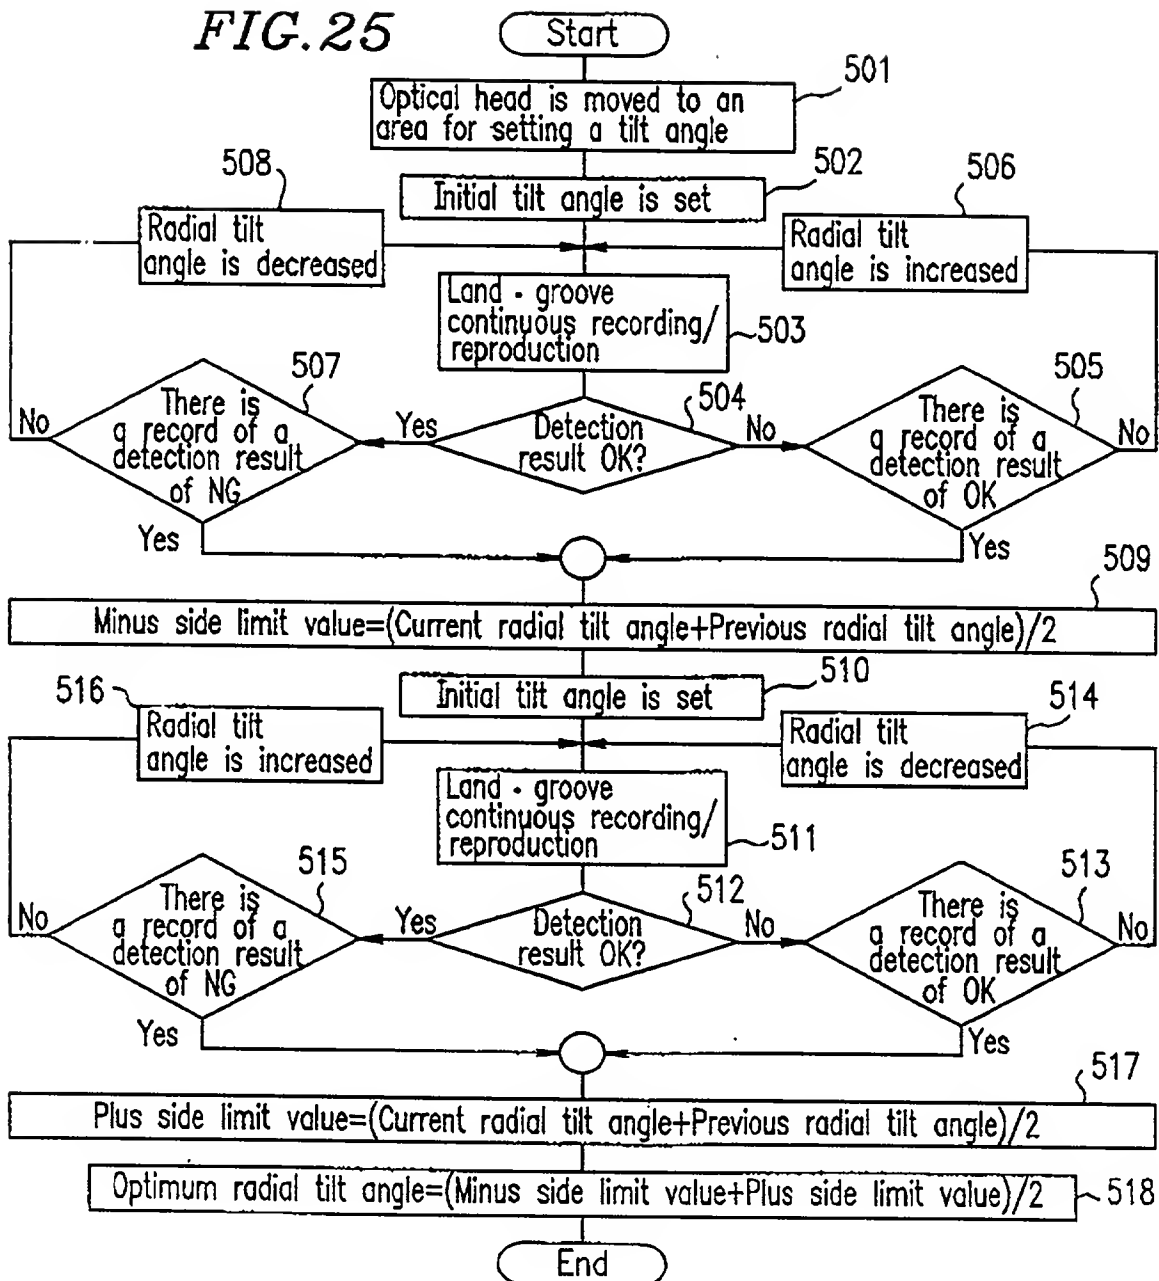 FIG.25
Start
501
Optical head is moved to an
area for setting a tilt angle
502
Initial tilt angle is set
508
Radial tilt
angle is decreased
506
Radial tilt
angle is increased
Land - groove
continuous recording/
reproduction
503
507
There is
a record of a
detection result
of NG
No
Yes
504
Detection
result OK?
Yes
No
505
There is
a record of a
detection result
of OK
No
Yes
509
Minus side limit value=(Current radial tilt angle+Previous radial tilt angle)/2
510
Initial tilt angle is set
516
Radial tilt
angle is increased
514
Radial tilt
angle is decreased
Land - groove
continuous recording/
reproduction
511
515
There is
a record of a
detection result
of NG
No
Yes
512
Detection
result OK?
Yes
No
513
There is
a record of a
detection result
of OK
No
Yes
517
Plus side limit value=(Current radial tilt angle+Previous radial tilt angle)/2
Optimum radial tilt angle=(Minus side limit value+Plus side limit value)/2
518
End